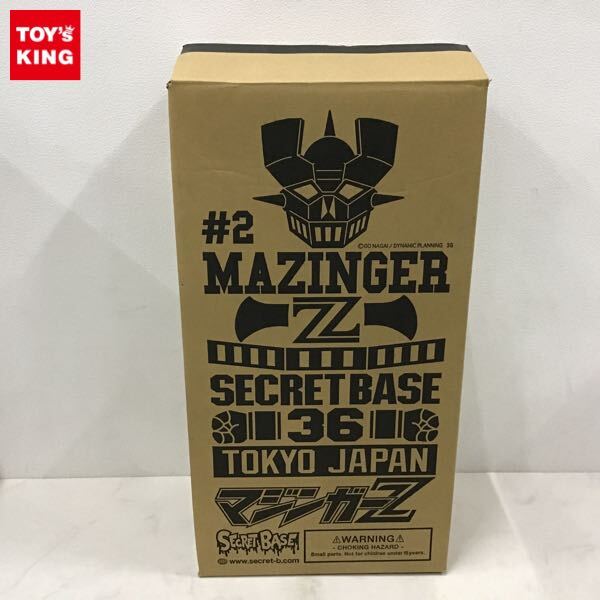 TOY'S
KING
#2
©GO NAGAI / DYNAMIC PLANNING 36
MAZINGER
Z
SECRET BASE
36
TOKYO JAPAN
マジンガーZ
SECRET BASE
⚠WARNING⚠
- CHOKING HAZARD -
Small parts. Not for children under 15 years.
www.secret-b.com